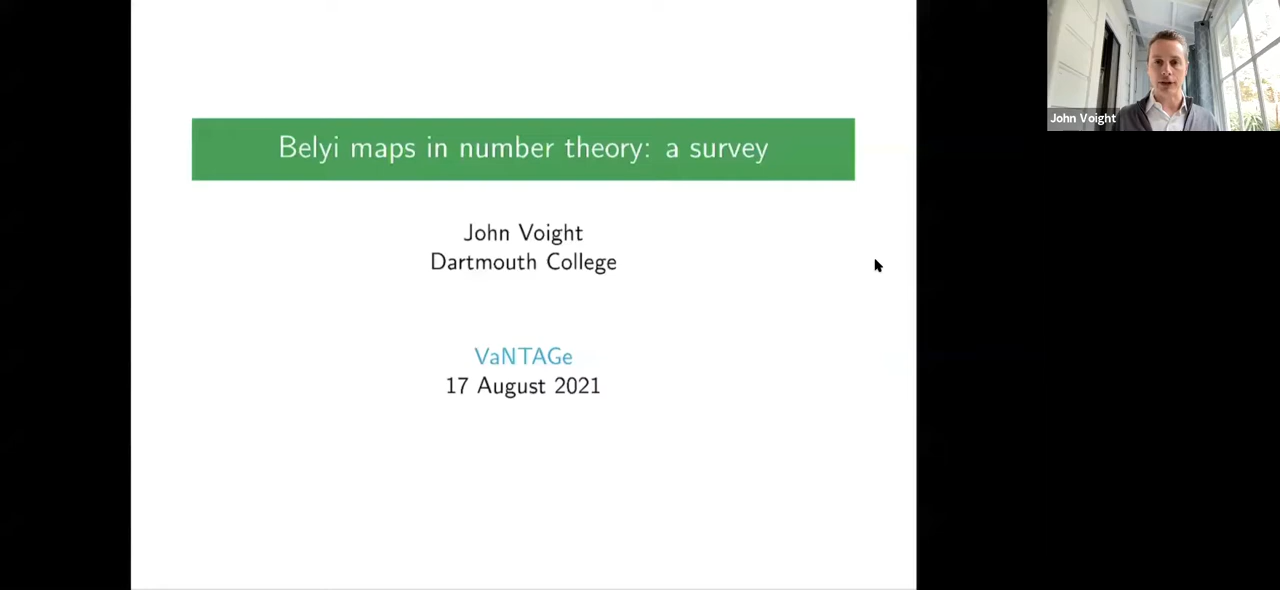 Belyi maps in number theory: a survey
John Voight
Dartmouth College
VaNTAGe
17 August 2021
John Voight